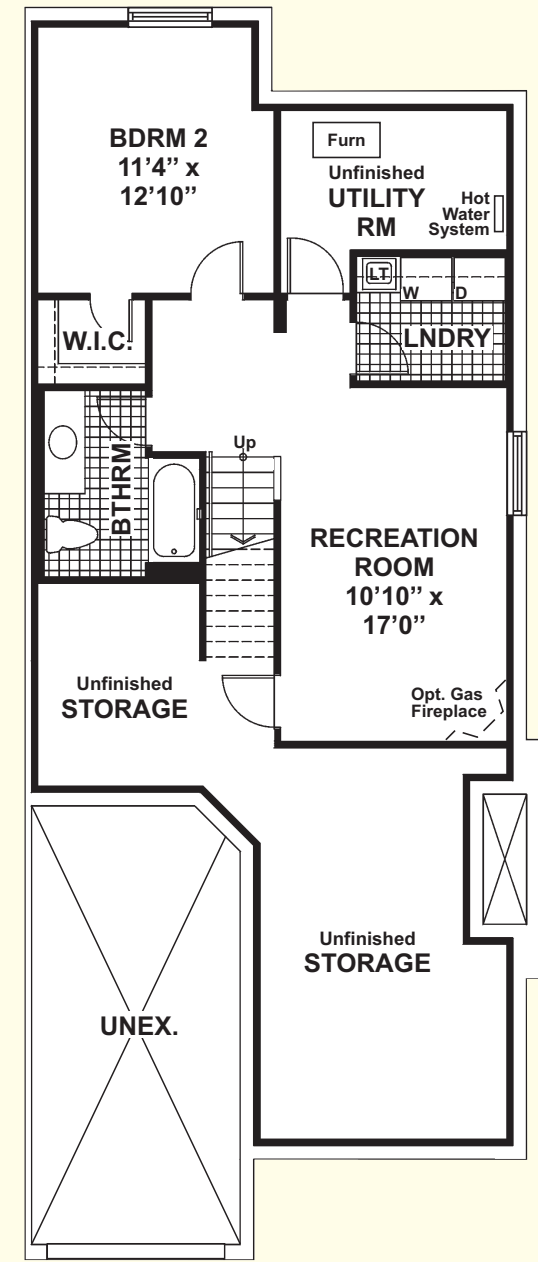 BDRM 2
11'4” x
12'10”
Furn
Unfinished
UTILITY
RM
Hot
Water
System
LT
W
D
LNDRY
W.I.C.
BTHRM
Up
RECREATION
ROOM
10'10” x
17'0”
Opt. Gas
Fireplace
Unfinished
STORAGE
Unfinished
STORAGE
UNEX.